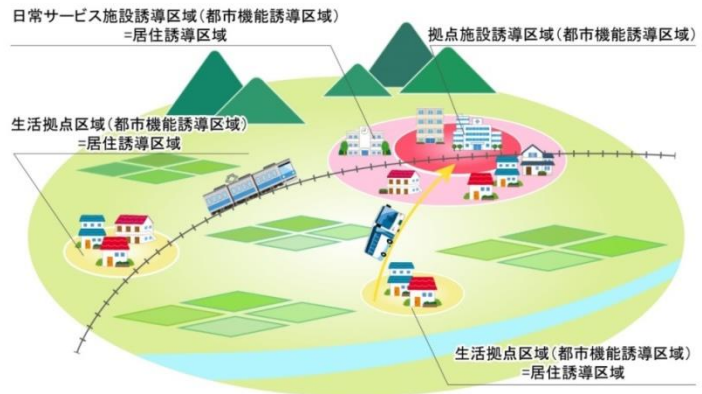 日常サービス施設誘導区域(都市機能誘導区域)
=居住誘導区域
拠点施設誘導区域(都市機能誘導区域)
生活拠点区域(都市機能誘導区域)
=居住誘導区域
生活拠点区域(都市機能誘導区域)
=居住誘導区域